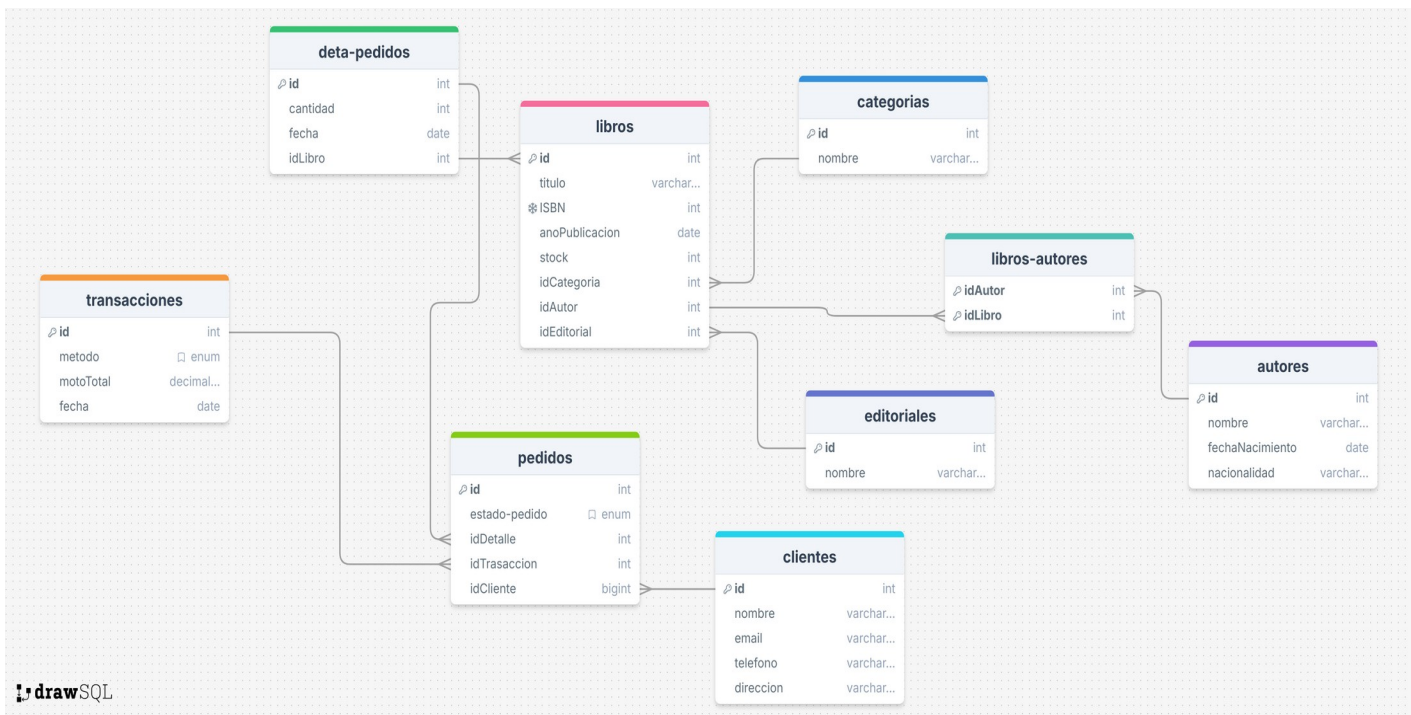 deta-pedidos
id int
cantidad int
fecha date
idLibro int
libros
id int
titulo varchar...
ISBN int
anoPublicacion date
stock int
idCategoria int
idAutor int
idEditorial int
categorias
id int
nombre varchar...
libros-autores
idAutor int
idLibro int
transacciones
id int
metodo enum
motoTotal decimal...
fecha date
autores
id int
nombre varchar...
fechaNacimiento date
nacionalidad varchar...
editoriales
id int
nombre varchar...
pedidos
id int
estado-pedido enum
idDetalle int
idTrasaccion int
idCliente bigint
clientes
id int
nombre varchar...
email varchar...
telefono varchar...
direccion varchar...
drawSQL